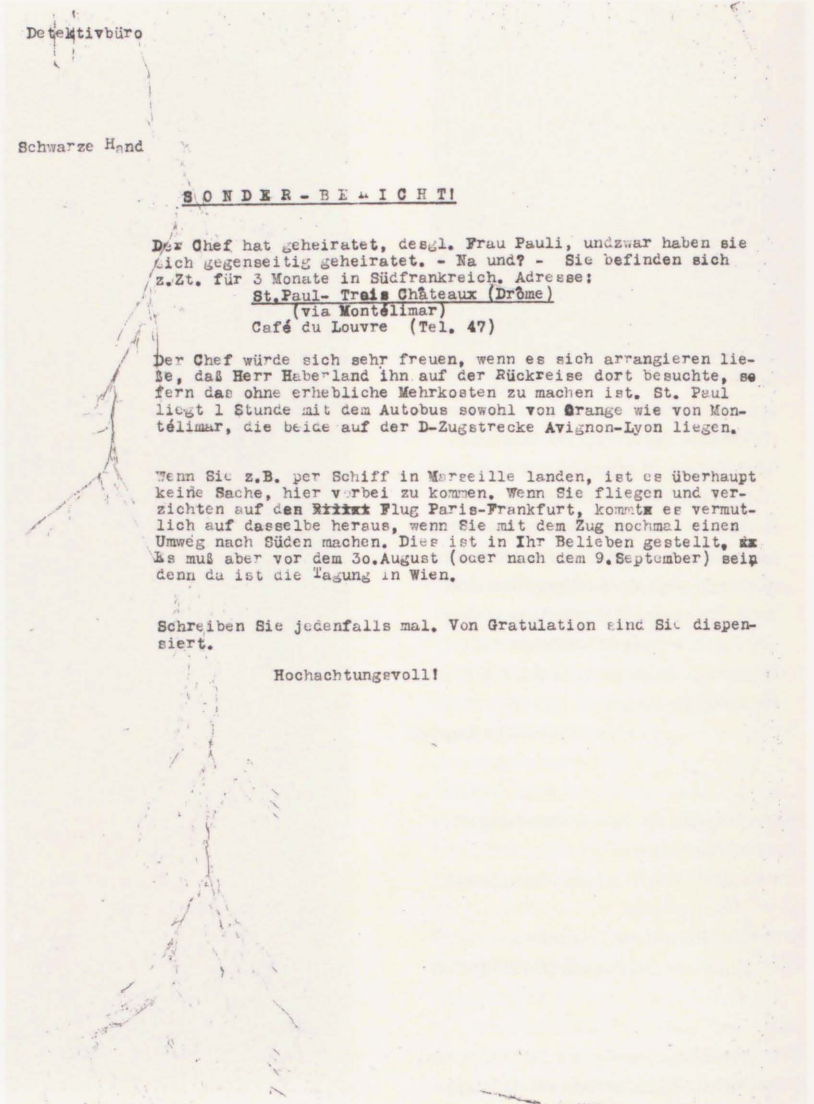 Detektivbüro
Schwarze Hand
SONDER-BERICHT!
Der Chef hat geheiratet, desgl. Frau Pauli, undzwar haben sie
sich gegenseitig geheiratet. - Na und? - Sie befinden sich
z.Zt. für 3 Monate in Südfrankreich. Adresse:
St.Paul- Trois Châteaux (Drôme)
(via Montélimar)
Café du Louvre (Tel. 47)
Der Chef würde sich sehr freuen, wenn es sich arrangieren lie-
ße, daß Herr Haberland ihn auf der Rückreise dort besuchte, so
fern das ohne erhebliche Mehrkosten zu machen ist. St. Paul
liegt 1 Stunde mit dem Autobus sowohl von Orange wie von Mon-
télimar, die beide auf der D-Zugstrecke Avignon-Lyon liegen.
Wenn Sie z.B. per Schiff in Marseille landen, ist es überhaupt
keine Sache, hier vorbei zu kommen. Wenn Sie fliegen und ver-
zichten auf den Flug Paris-Frankfurt, kommt es vermut-
lich auf dasselbe heraus, wenn Sie mit dem Zug nochmal einen
Umweg nach Süden machen. Dies ist in Ihr Belieben gestellt.
Es muß aber vor dem 3o.August (oder nach dem 9.September) sein
denn da ist die Tagung in Wien.
Schreiben Sie jedenfalls mal. Von Gratulation sind Sie dispen-
siert.
Hochachtungsvoll!